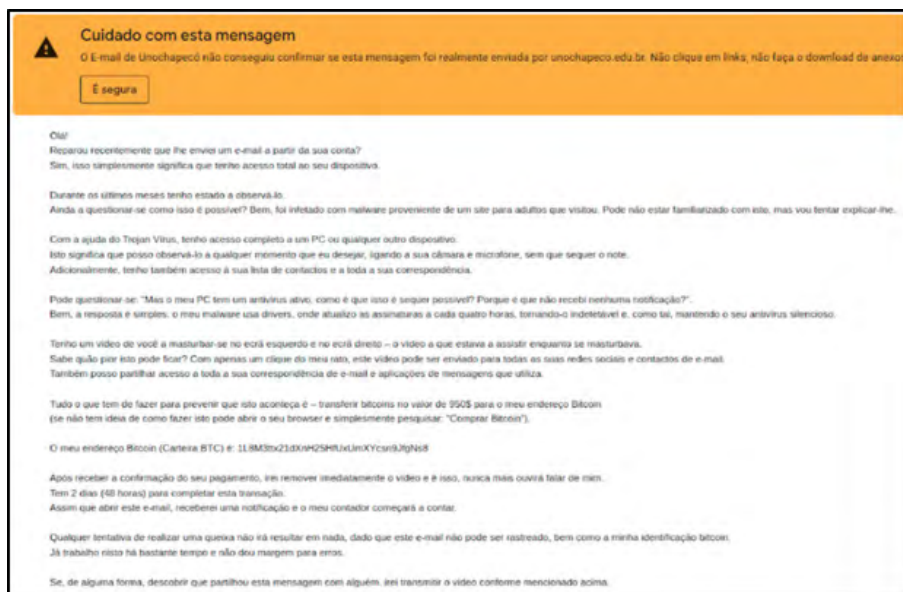 Cuidado com esta mensagem
O E-mail de Unochapecó não conseguiu confirmar se esta mensagem foi realmente enviada por unochapeco.edu.br. Não clique em links, não faça o download de anexos
É segura
Olá!
Reparou recentemente que lhe enviei um e-mail a partir da sua conta?
Sim, isso simplesmente significa que tenho acesso total ao seu dispositivo.
Durante os últimos meses tenho estado a observá-lo.
Ainda a questionar-se como isso é possível? Bem, foi infetado com malware proveniente de um site para adultos que visitou. Pode não estar familiarizado com isto, mas vou tentar explicar-lhe.
Com a ajuda do Trojan Vírus, tenho acesso completo a um PC ou qualquer outro dispositivo.
Isto significa que posso observá-lo a qualquer momento que eu desejar, ligando a sua câmara e microfone, sem que sequer o note.
Adicionalmente, tenho também acesso à sua lista de contactos e a toda a sua correspondência.
Pode questionar-se: "Mas o meu PC tem um antivírus ativo, como é que isso é sequer possível? Porque é que não recebi nenhuma notificação?".
Bem, a resposta é simples: o meu malware usa drivers, onde atualizo as assinaturas a cada quatro horas, tornando-o indetetável e, como tal, mantendo o seu antivírus silencioso.
Tenho um vídeo de você a masturbar-se no ecrã esquerdo e no ecrã direito – o vídeo a que estava a assistir enquanto se masturbava.
Sabe quão pior isto pode ficar? Com apenas um clique do meu rato, este vídeo pode ser enviado para todas as suas redes sociais e contactos de e-mail.
Também posso partilhar acesso a toda a sua correspondência de e-mail e aplicações de mensagens que utiliza.
Tudo o que tem de fazer para prevenir que isto aconteça é – transferir bitcoins no valor de 950$ para o meu endereço Bitcoin
(se não tem ideia de como fazer isto pode abrir o seu browser e simplesmente pesquisar: "Comprar Bitcoin").
O meu endereço Bitcoin (Carteira BTC) é:
Após receber a confirmação do seu pagamento, irei remover imediatamente o vídeo e é isso, nunca mais ouvirá falar de mim.
Tem 2 dias (48 horas) para completar esta transação.
Assim que abrir este e-mail, receberei uma notificação e o meu contador começará a contar.
Qualquer tentativa de realizar uma queixa não irá resultar em nada, dado que este e-mail não pode ser rastreado, bem como a minha identificação bitcoin.
Já trabalho nisto há bastante tempo e não dou margem para erros.
Se, de alguma forma, descobrir que partilhou esta mensagem com alguém, irei transmitir o vídeo conforme mencionado acima.